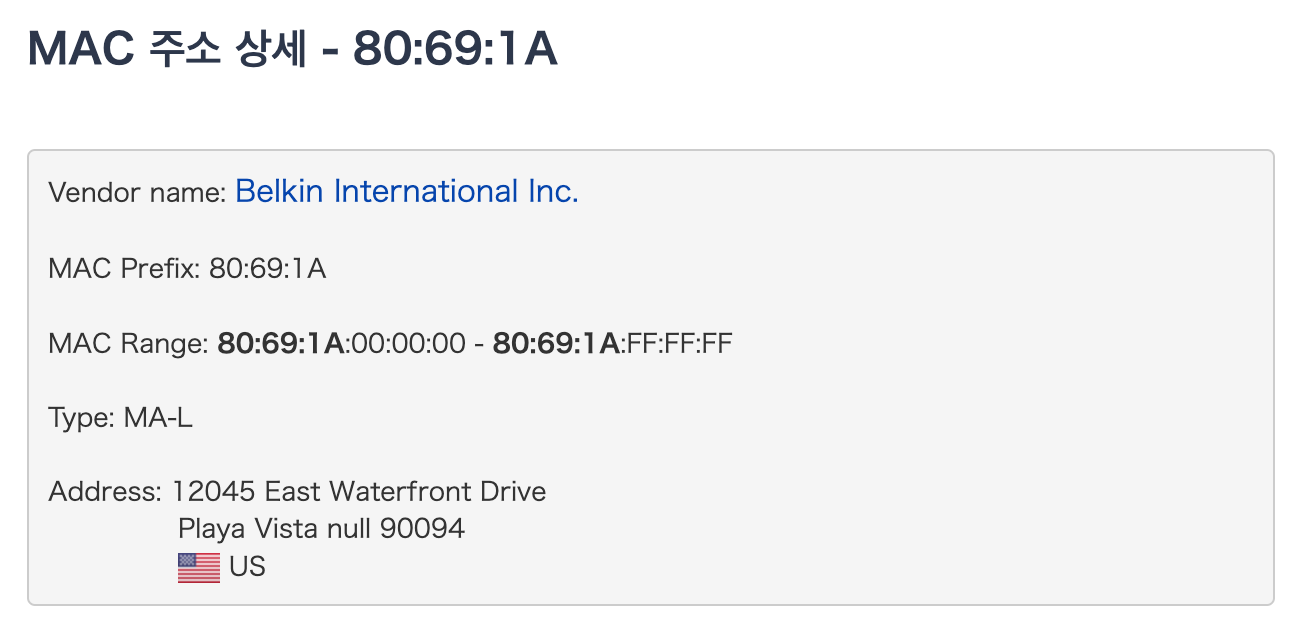 MAC 주소 상세 - 80:69:1A
Vendor name: Belkin International Inc.
MAC Prefix: 80:69:1A
MAC Range: 80:69:1A:00:00:00 - 80:69:1A:FF:FF:FF
Type: MA-L
Address: 12045 East Waterfront Drive
Playa Vista null 90094
US